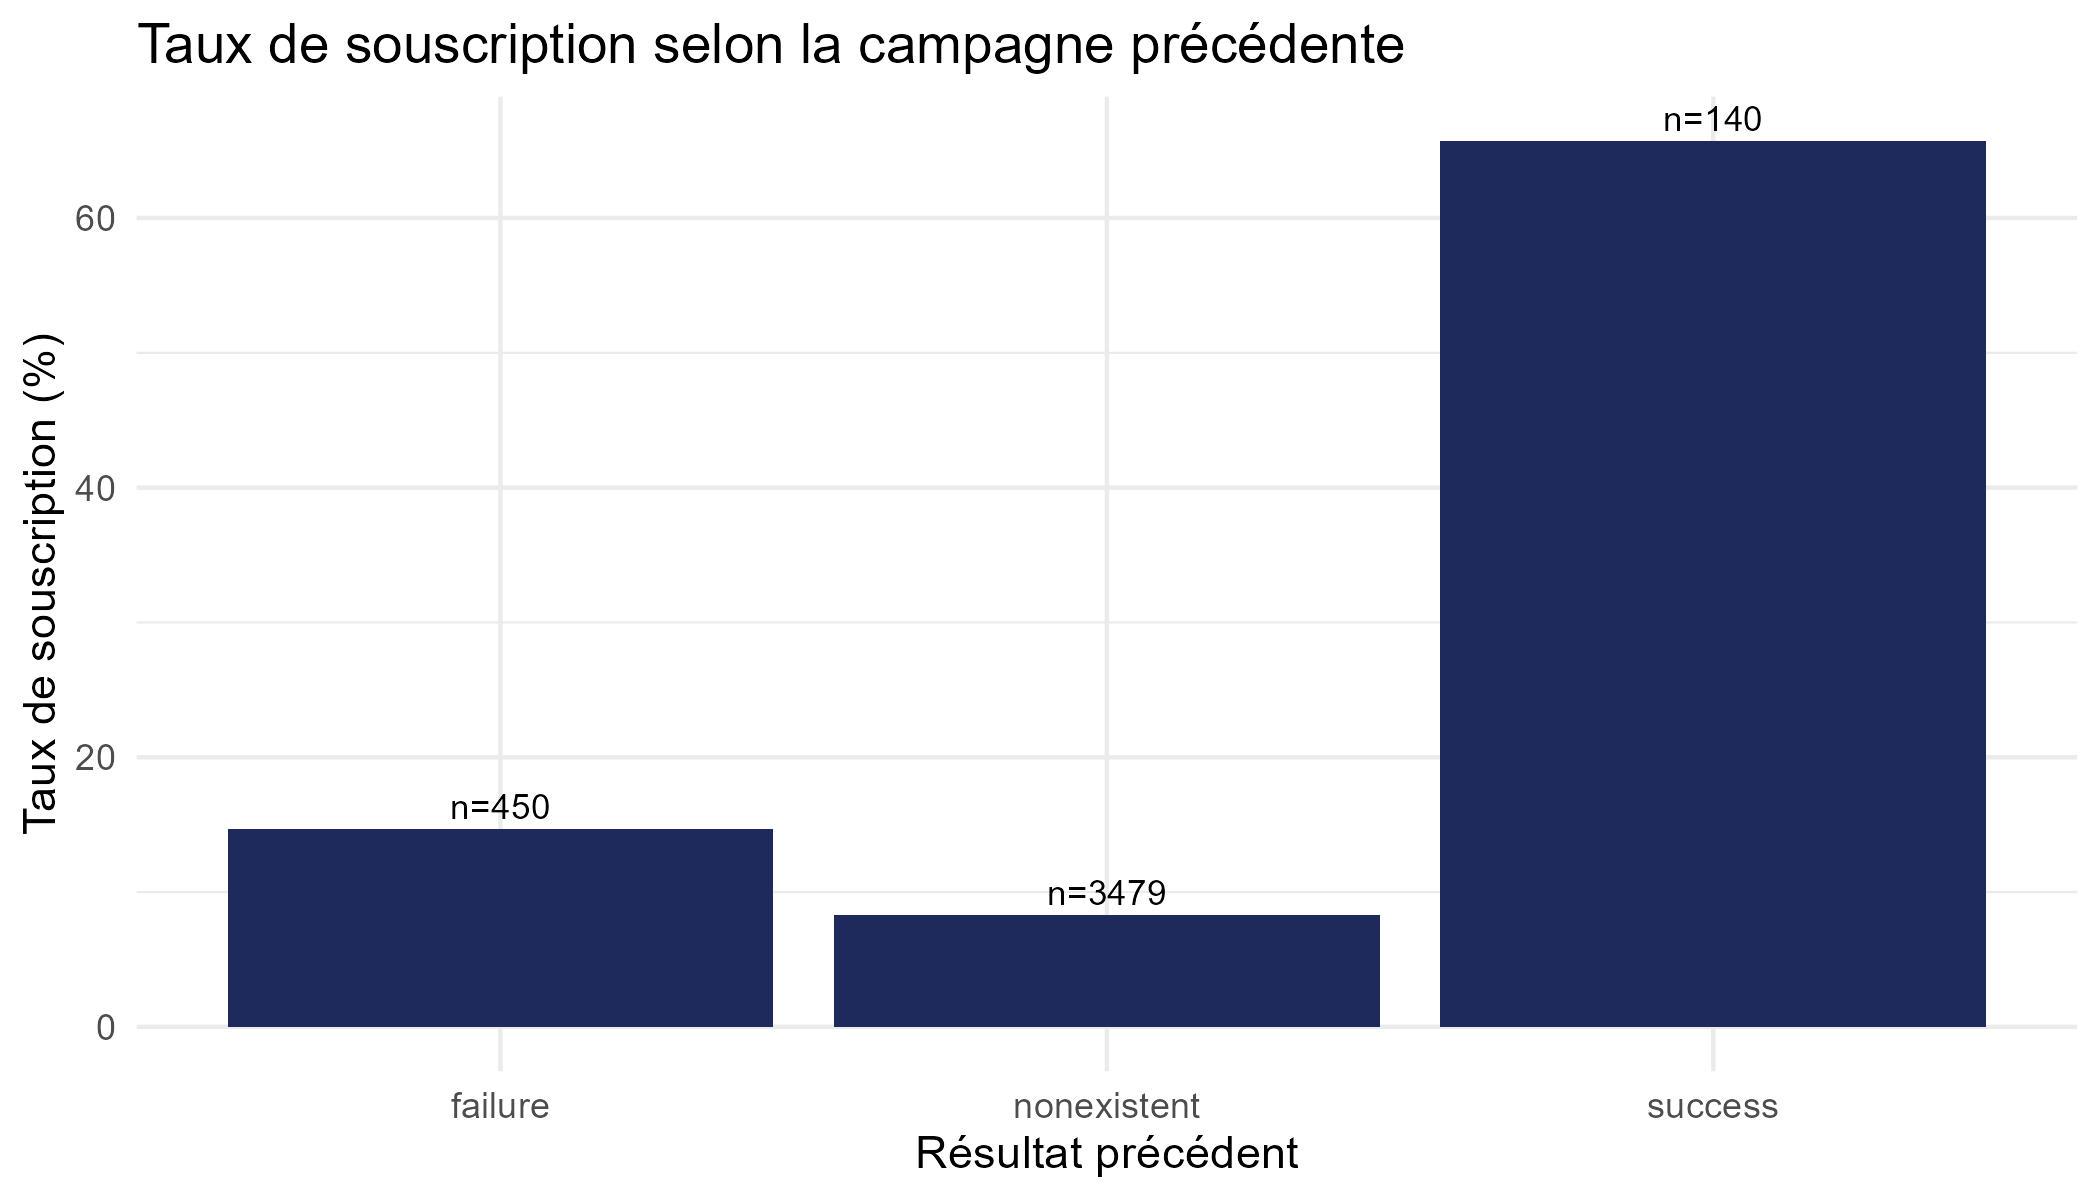 Taux de souscription selon la campagne précédente
Taux de souscription (%)
60
40
20
0
n=450
n=3479
n=140
failure
nonexistent
success
Résultat précédent